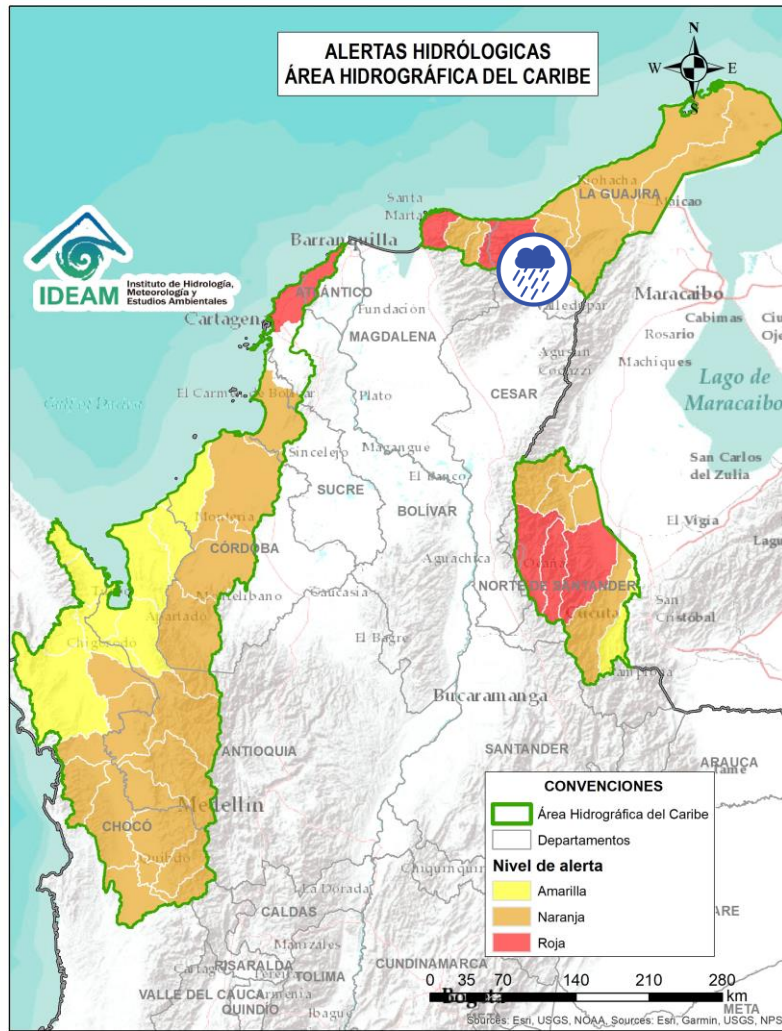 ALERTAS HIDRÓLOGICAS
ÁREA HIDROGRÁFICA DEL CARIBE
N
W
E
S
IDEAM
Instituto de Hidrología,
Meteorología y
Estudios Ambientales
Santa
Marta
Barranquilla
Riohacha
LA GUAJIRA
Maicao
ATLÁNTICO
Cartagena
Fundación
MAGDALENA
Valledupar
Maracaibo
Cabimas
Rosario
Machiques
Agustín
Codazzi
CESAR
Lago de
Maracaibo
El Carmen de Bolívar
Plato
Sincelejo
Magangue
El Banco
SUCRE
BOLÍVAR
San Carlos
del Zulia
El Vigía
Montería
CÓRDOBA
Aguachica
Ocaña
NORTE DE SANTANDER
Cúcuta
San
Cristóbal
Montelibano
Caucasia
Apartadó
Chigorodó
El Bagre
Pamplona
Bucaramanga
SANTANDER
ARAUCA
ANTIOQUIA
Medellín
CHOCÓ
Quibdó
CONVENCIONES
Área Hidrográfica del Caribe
Departamentos
Nivel de alerta
Amarilla
Naranja
Roja
La Dorada
CALDAS
Manizales
RISARALDA
TOLIMA
CUNDINAMARCA
VALLE DEL CAUCA
Armenia
QUINDÍO
Ibagué
Bogotá
META
0 35 70 140 210 280
km
Sources: Esri, USGS, NOAA, Sources: Esri, Garmin, USGS, NPS